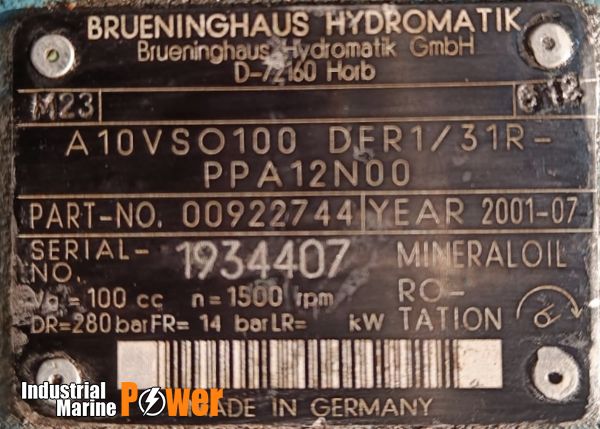 BRUENINGHAUS HYDROMATIK
Brueninghaus Hydromatik GmbH
D-72160 Horb
M23
A10VSO100 DFR1/31R-
PPA12N00
PART-NO. 00922744 YEAR 2001-07
SERIAL-NO. 1934407 MINERALOIL
Vg = 100 cc n = 1500 rpm RO-
DR=280 bar FR= 14 bar LR= kW TATION
Industrial
Marine Power
MADE IN GERMANY